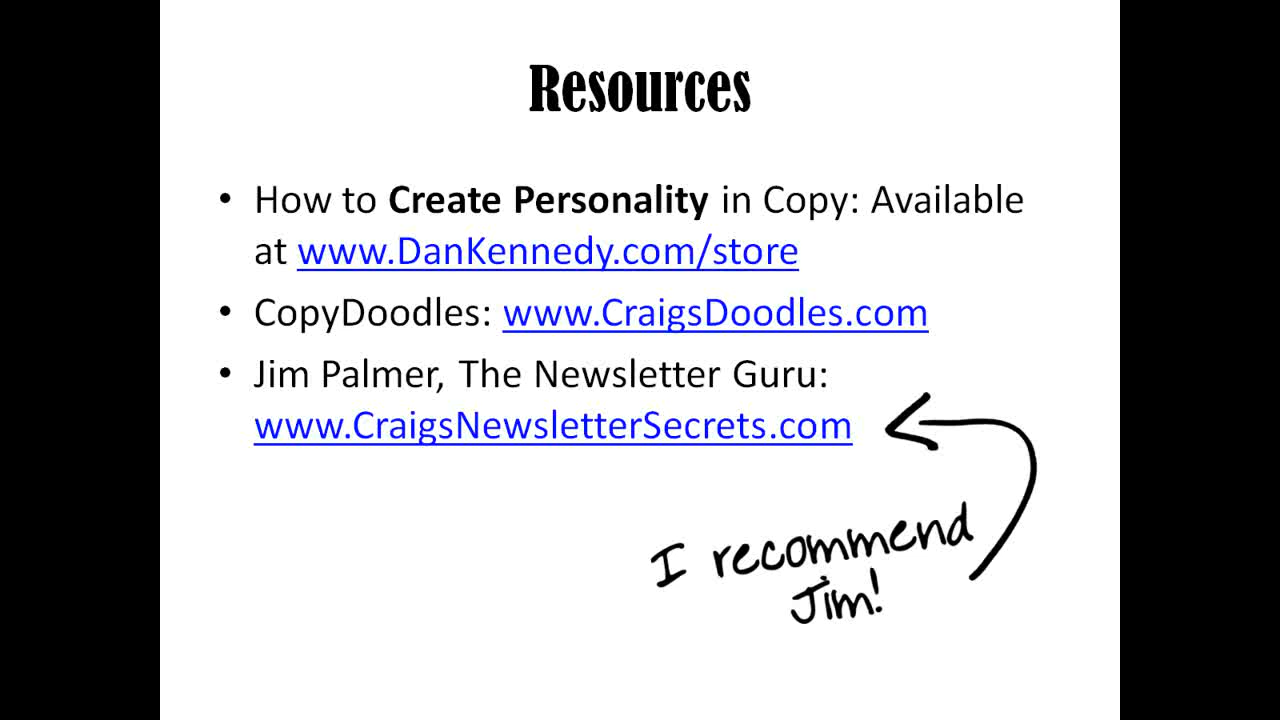 Resources
• How to Create Personality in Copy: Available
at www.DanKennedy.com/store
• CopyDoodles: www.CraigsDoodles.com
• Jim Palmer, The Newsletter Guru:
www.CraigsNewsletterSecrets.com
I recommend
Jim!